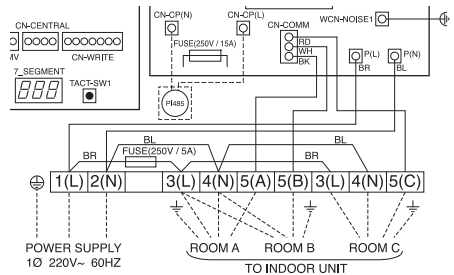 CN-CENTRAL
CN-CP(N)
CN-CP(L)
CN-COMM
WCN-NOISE1
MV
CN-WRITE
FUSE(250V / 15A)
RD
WH
BK
P(L)
P(N)
BR
BL
7_SEGMENT
TACT-SW1
PI485
BL
BL
FUSE(250V / 5A)
BR
BR
1(L) 2(N) 3(L) 4(N) 5(A) 5(B) 3(L) 4(N) 5(C)
POWER SUPPLY
1Ø 220V~ 60HZ
ROOM A
ROOM B
ROOM C
TO INDOOR UNIT